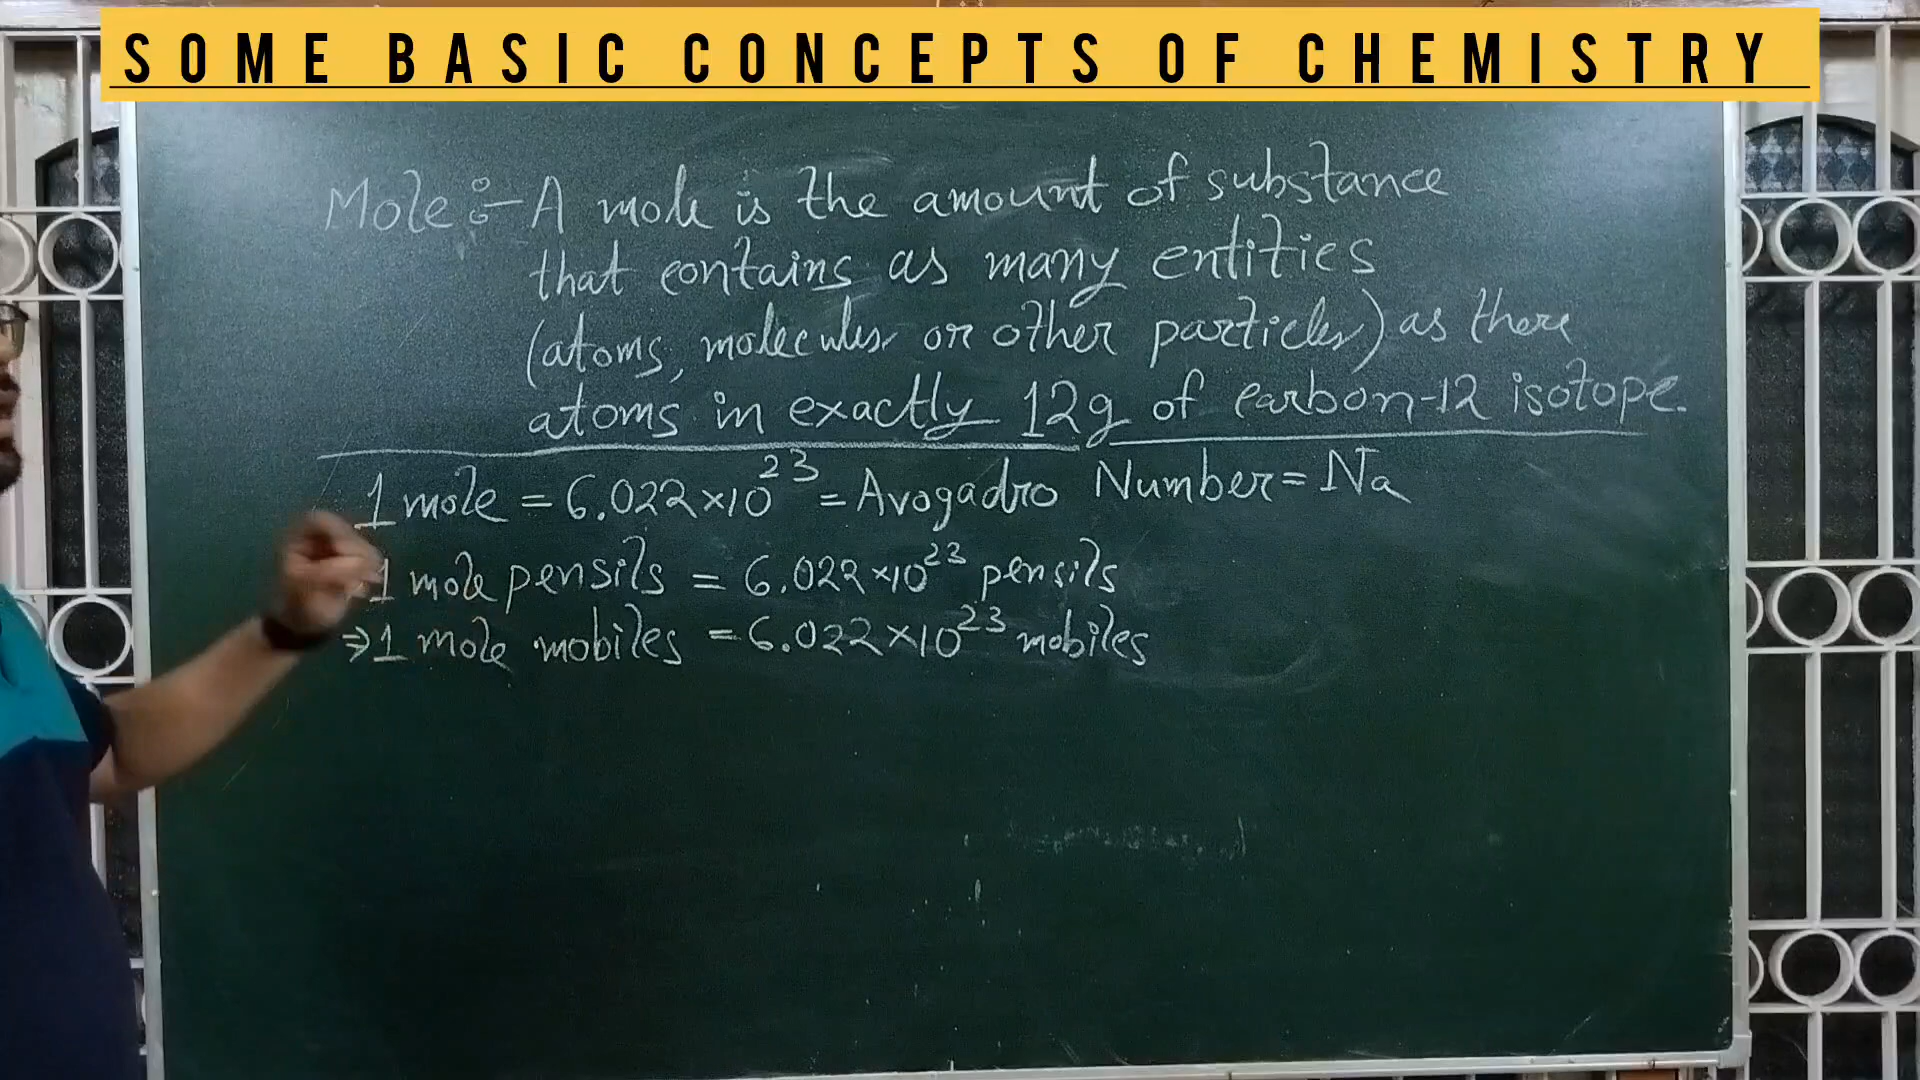 SOME BASIC CONCEPTS OF CHEMISTRY
Mole :- A mole is the amount of substance
that contains as many entities
(atoms, molecules or other particles) as there
atoms in exactly 12g of carbon-12 isotope.
1 mole = 6.022×10²³ = Avogadro Number = Na
1 mole pensils = 6.022×10²³ pensils
⇒ 1 mole mobiles = 6.022×10²³ mobiles